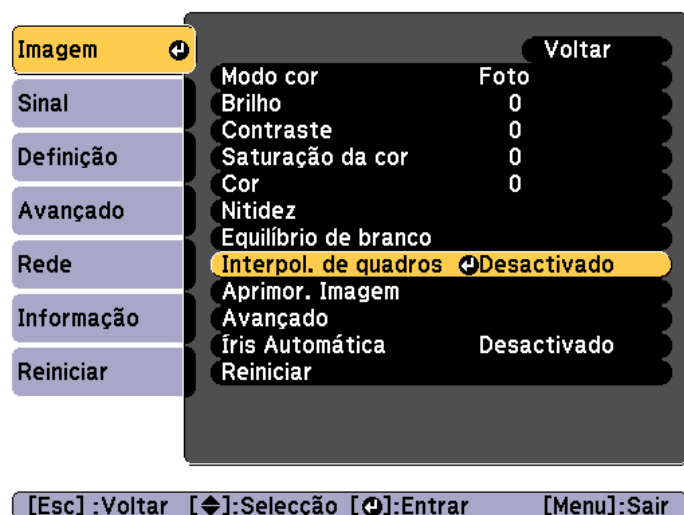 Imagem
Sinal
Definição
Avançado
Rede
Informação
Reiniciar
Voltar
Modo cor Foto
Brilho 0
Contraste 0
Saturação da cor 0
Cor 0
Nitidez
Equilíbrio de branco
Interpol. de quadros Desactivado
Aprimor. Imagem
Avançado
Íris Automática Desactivado
Reiniciar
[Esc] :Voltar [ ]:Selecção [ ]:Entrar [Menu]:Sair